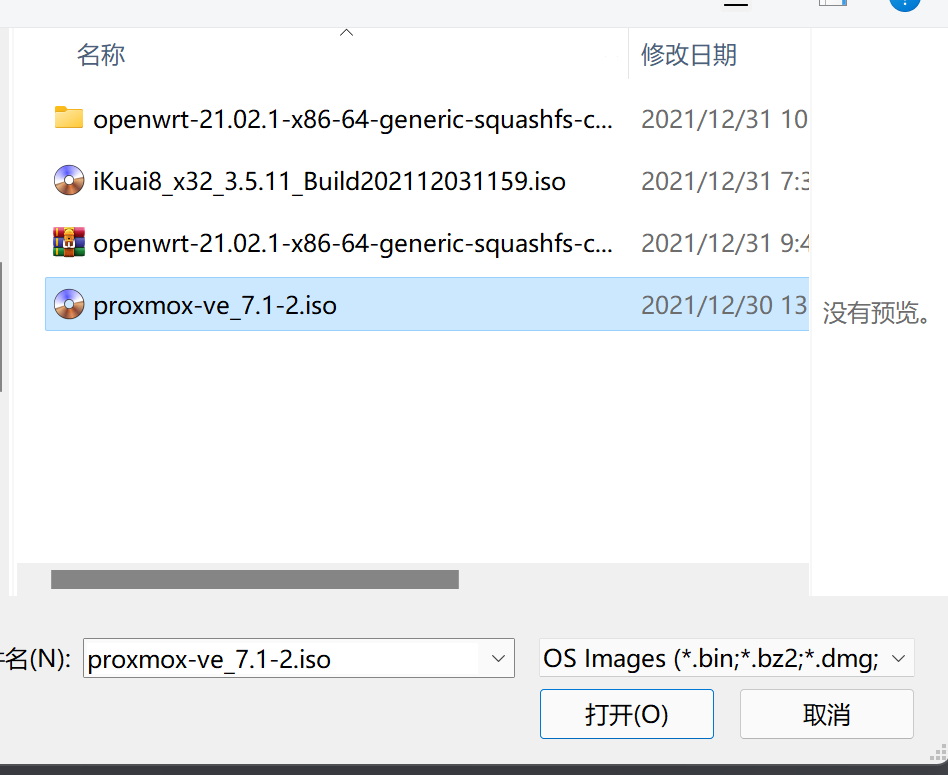 名称 修改日期
openwrt-21.02.1-x86-64-generic-squashfs-c... 2021/12/31 10
iKuai8_x32_3.5.11_Build202112031159.iso 2021/12/31 7:3
openwrt-21.02.1-x86-64-generic-squashfs-c... 2021/12/31 9:4
proxmox-ve_7.1-2.iso 2021/12/30 13
没有预览。
名(N): proxmox-ve_7.1-2.iso OS Images (*.bin;*.bz2;*.dmg;
打开(O) 取消